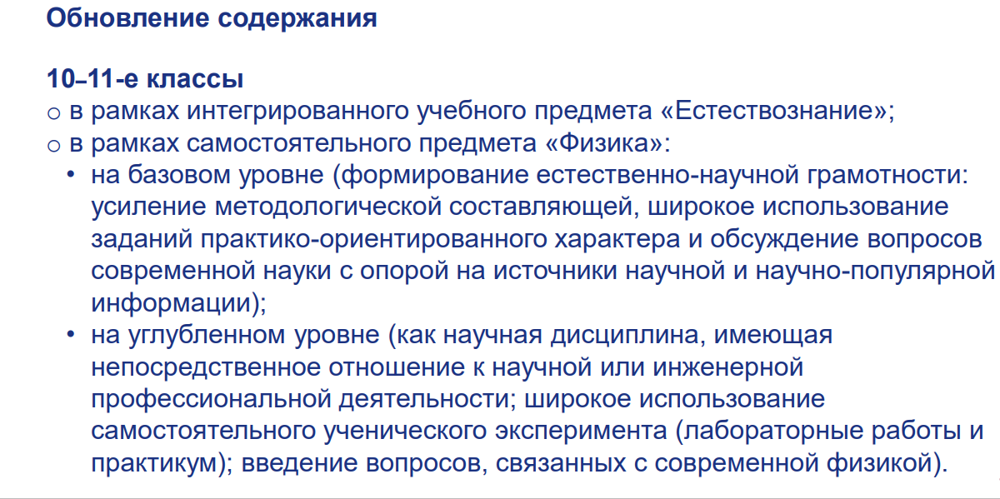 Обновление содержания
10–11-е классы
○ в рамках интегрированного учебного предмета «Естествознание»;
○ в рамках самостоятельного предмета «Физика»:
• на базовом уровне (формирование естественно-научной грамотности:
усиление методологической составляющей, широкое использование
заданий практико-ориентированного характера и обсуждение вопросов
современной науки с опорой на источники научной и научно-популярной
информации);
• на углубленном уровне (как научная дисциплина, имеющая
непосредственное отношение к научной или инженерной
профессиональной деятельности; широкое использование
самостоятельного ученического эксперимента (лабораторные работы и
практикум); введение вопросов, связанных с современной физикой).